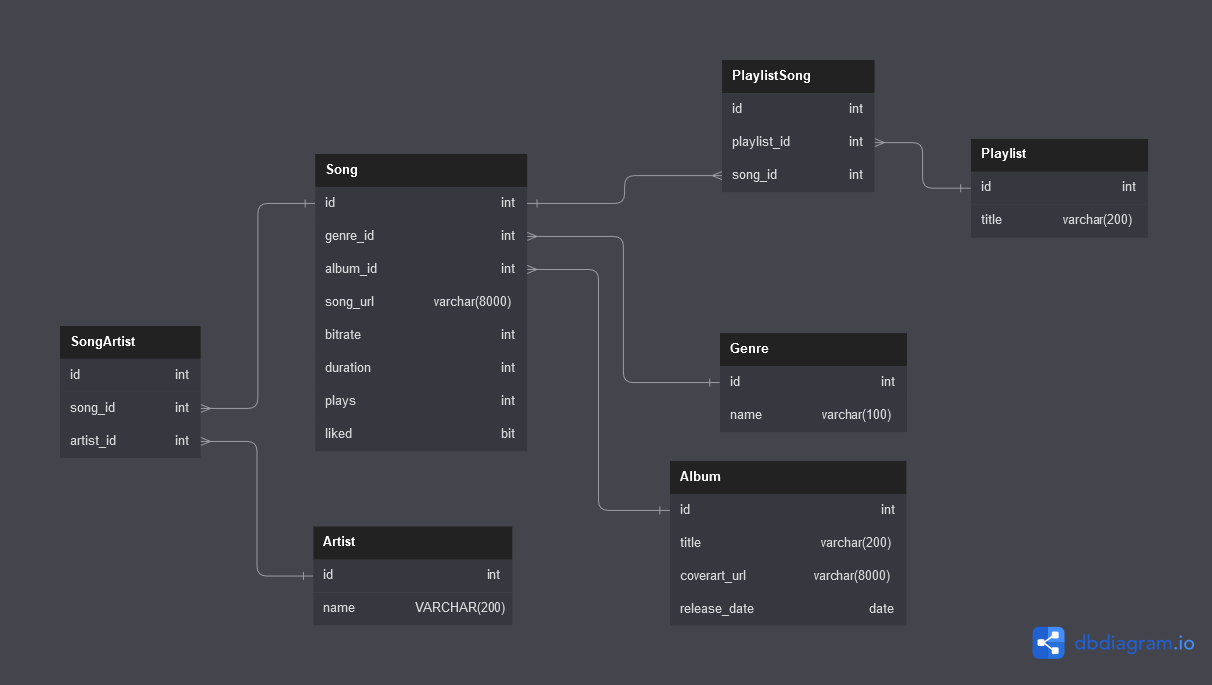 PlaylistSong
id int
playlist_id int
song_id int
Playlist
id int
title varchar(200)
Song
id int
genre_id int
album_id int
song_url varchar(8000)
bitrate int
duration int
plays int
liked bit
SongArtist
id int
song_id int
artist_id int
Genre
id int
name varchar(100)
Album
id int
title varchar(200)
coverart_url varchar(8000)
release_date date
Artist
id int
name VARCHAR(200)
dbdiagram.io